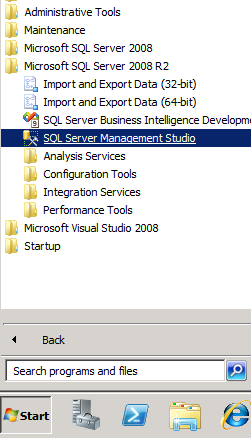 Administrative Tools
Maintenance
Microsoft SQL Server 2008
Microsoft SQL Server 2008 R2
Import and Export Data (32-bit)
Import and Export Data (64-bit)
SQL Server Business Intelligence Developm
SQL Server Management Studio
Analysis Services
Configuration Tools
Integration Services
Performance Tools
Microsoft Visual Studio 2008
Startup
Back
Search programs and files
Start